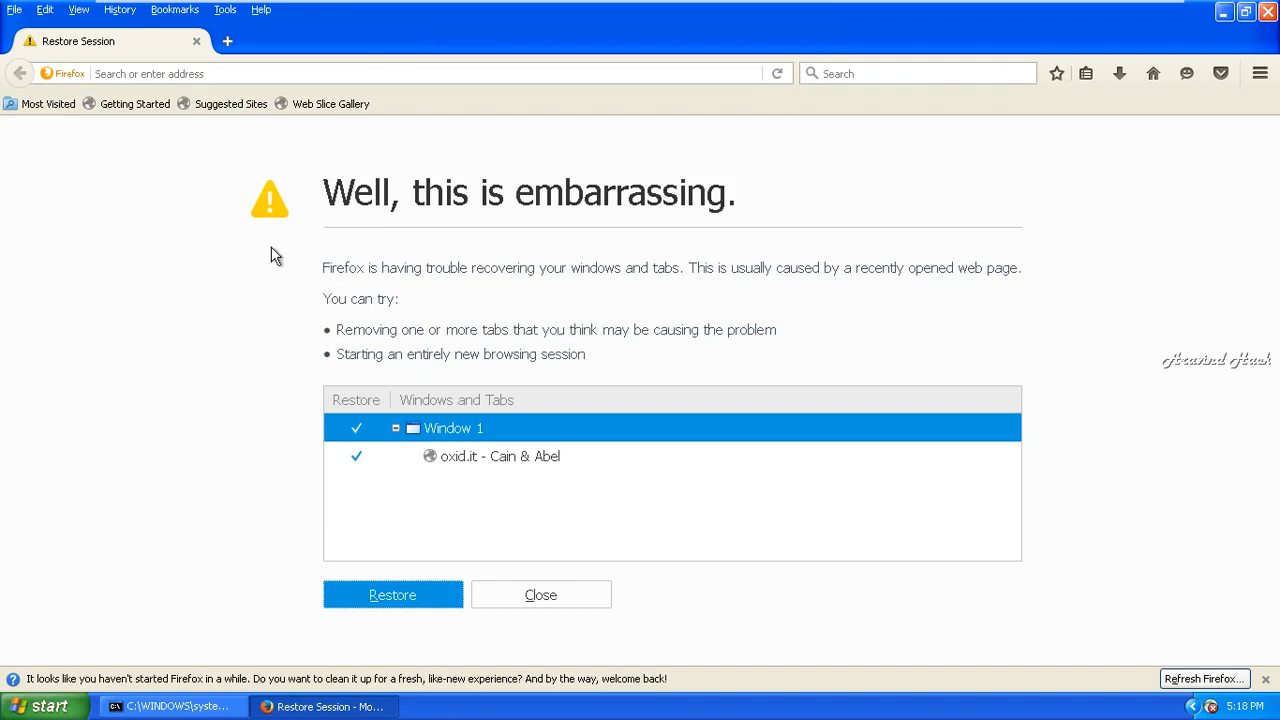 File Edit View History Bookmarks Tools Help
Restore Session
Firefox Search or enter address Search
Most Visited Getting Started Suggested Sites Web Slice Gallery
Well, this is embarrassing.
Firefox is having trouble recovering your windows and tabs. This is usually caused by a recently opened web page.
You can try:
• Removing one or more tabs that you think may be causing the problem
• Starting an entirely new browsing session
Aravind Hack
Restore Windows and Tabs
Window 1
oxid.it - Cain & Abel
Restore Close
It looks like you haven't started Firefox in a while. Do you want to clean it up for a fresh, like-new experience? And by the way, welcome back! Refresh Firefox...
start C:\WINDOWS\syste... Restore Session - Mo... 5:18 PM